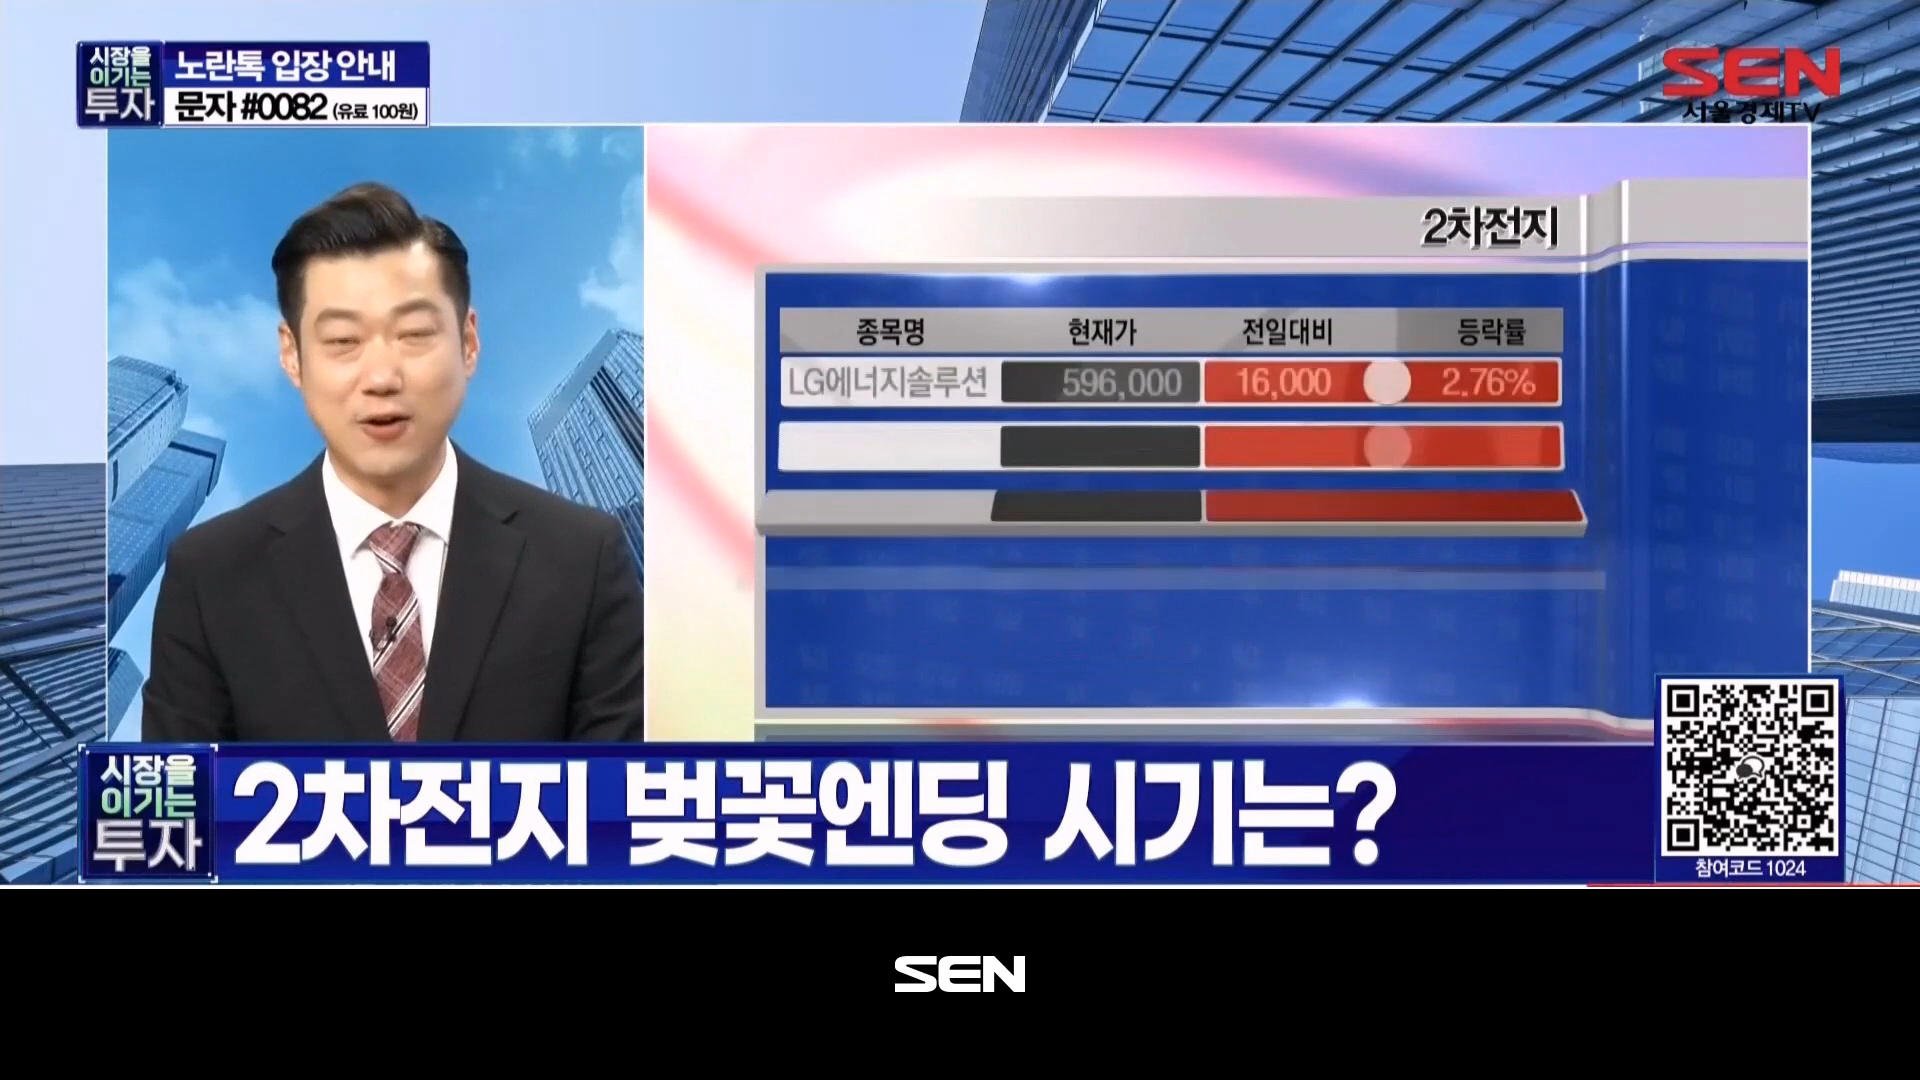 시장을
이기는
투자
노란톡 입장 안내
문자 #0082 (유료 100원)
SEN
서울경제TV
2차전지
종목명 현재가 전일대비 등락률
LG에너지솔루션 596,000 16,000 2.76%
시장을
이기는
투자
2차전지 벚꽃엔딩 시기는?
참여코드 1024
SEN